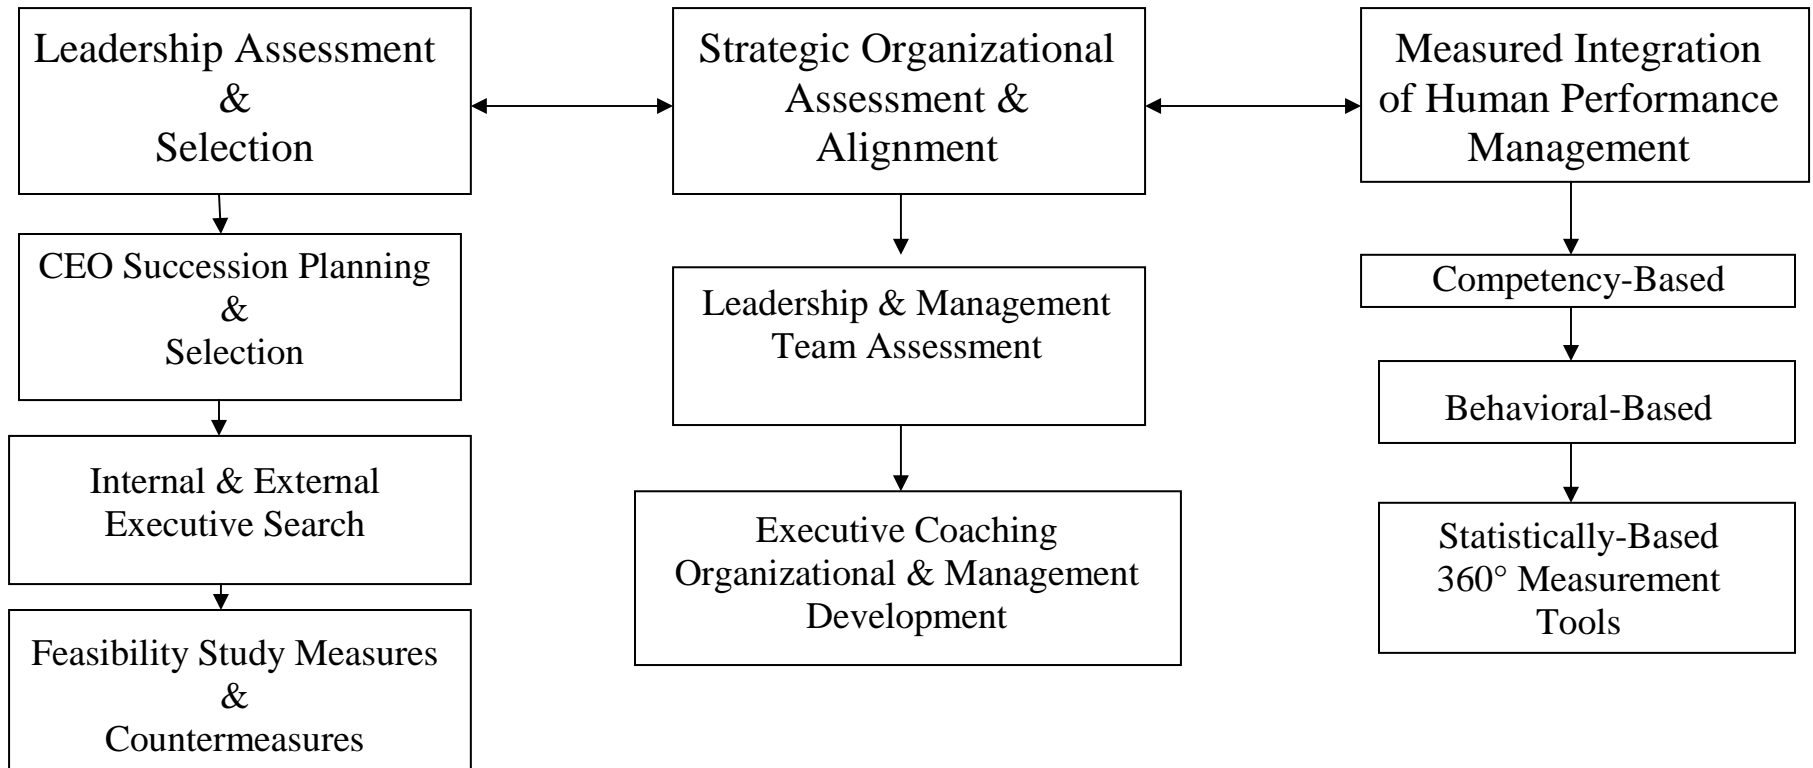 Leadership Assessment
&
Selection
Strategic Organizational
Assessment &
Alignment
Measured Integration
of Human Performance
Management
CEO Succession Planning
&
Selection
Leadership & Management
Team Assessment
Competency-Based
Behavioral-Based
Internal & External
Executive Search
Executive Coaching
Organizational & Management
Development
Statistically-Based
360° Measurement
Tools
Feasibility Study Measures
&
Countermeasures